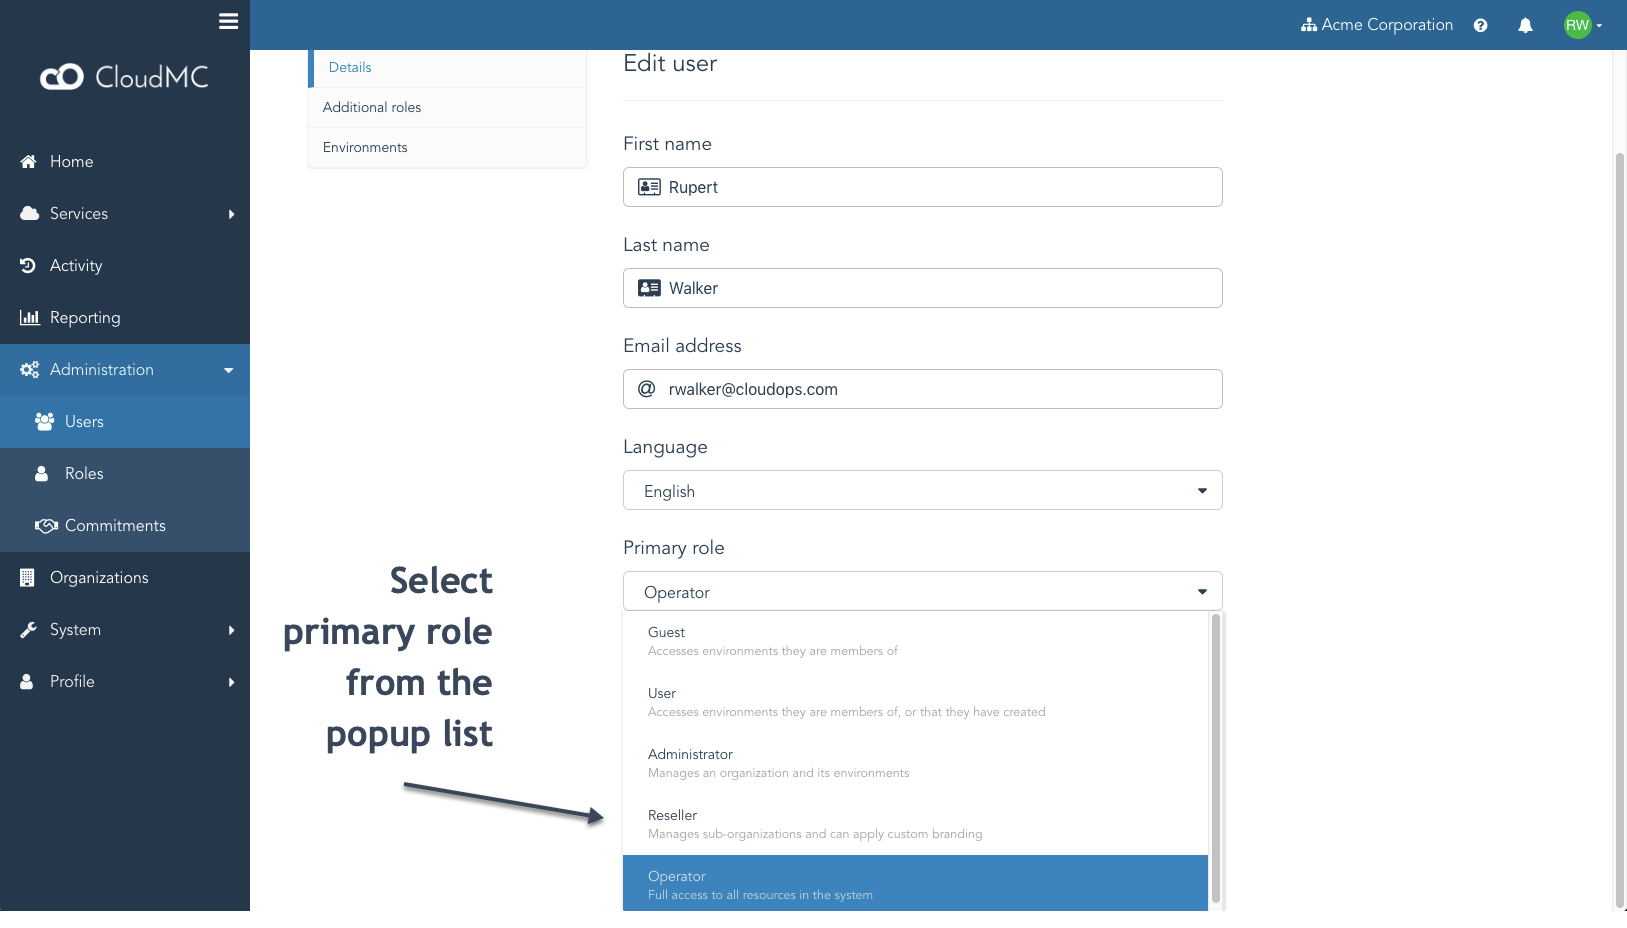 Acme Corporation
RW
CloudMC
Home
Services
Activity
Reporting
Administration
Users
Roles
Commitments
Organizations
System
Profile
Details
Additional roles
Environments
Edit user
First name
Rupert
Last name
Walker
Email address
@ rwalker@cloudops.com
Language
English
Primary role
Operator
Guest
Accesses environments they are members of
User
Accesses environments they are members of, or that they have created
Administrator
Manages an organization and its environments
Reseller
Manages sub-organizations and can apply custom branding
Operator
Full access to all resources in the system
Select
primary role
from the
popup list